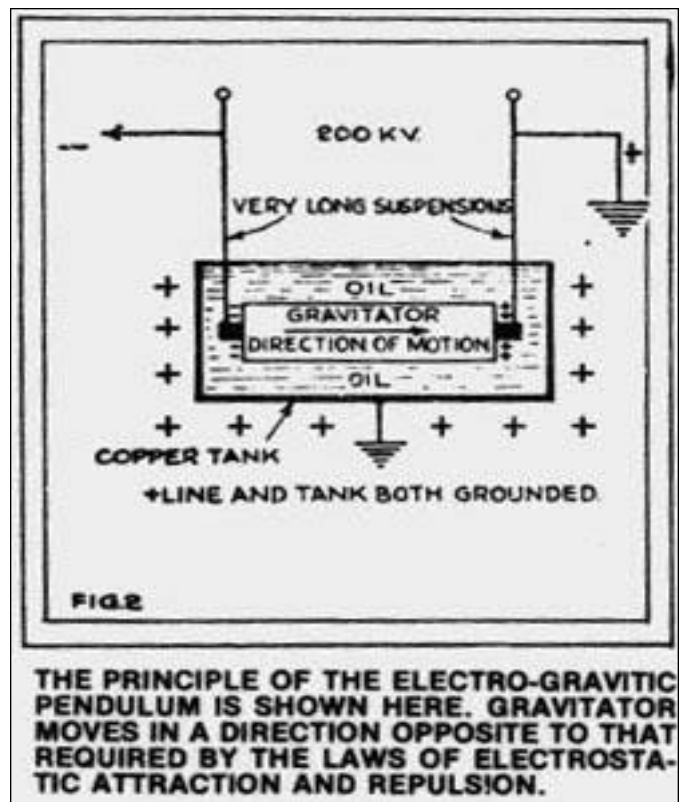 200 KV.
− +
VERY LONG SUSPENSIONS
+ OIL +
+ GRAVITATOR +
DIRECTION OF MOTION
+ OIL +
+ + + + + +
COPPER TANK
+LINE AND TANK BOTH GROUNDED.
FIG.2
THE PRINCIPLE OF THE ELECTRO-GRAVITIC
PENDULUM IS SHOWN HERE. GRAVITATOR
MOVES IN A DIRECTION OPPOSITE TO THAT
REQUIRED BY THE LAWS OF ELECTROSTA-
TIC ATTRACTION AND REPULSION.